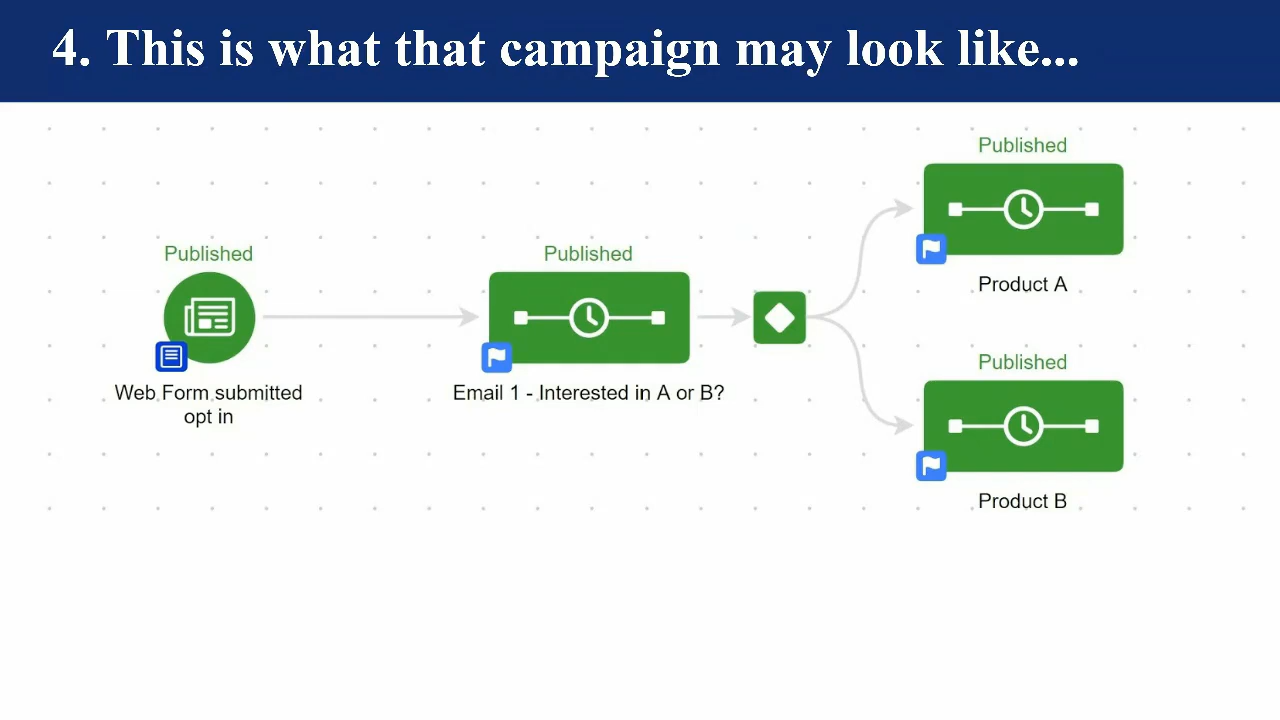 4. This is what that campaign may look like...
Published
Web Form submitted
opt in
Published
Email 1 - Interested in A or B?
Published
Product A
Published
Product B